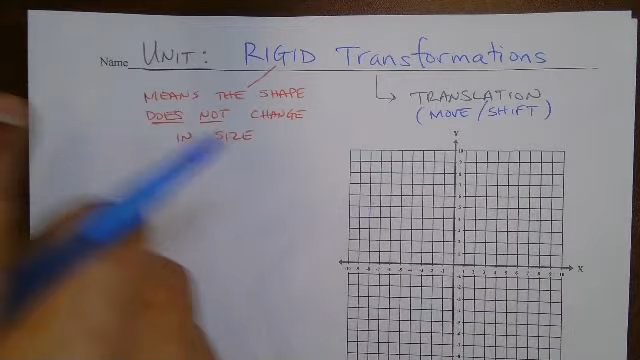 Name UNIT: RIGID Transformations
MEANS THE SHAPE
DOES NOT CHANGE
IN SIZE
TRANSLATION
(MOVE/SHIFT)
Y
X